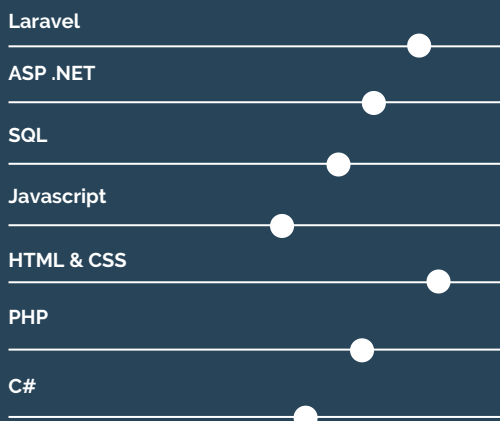 Laravel
ASP .NET
SQL
Javascript
HTML & CSS
PHP
C#